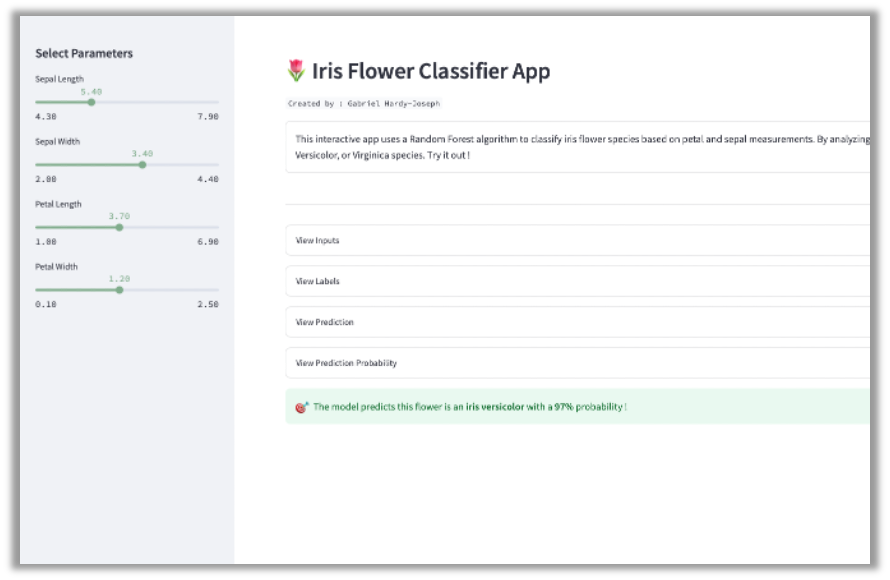 Select Parameters
Sepal Length
5.40
4.30 7.90
Sepal Width
3.40
2.00 4.40
Petal Length
3.70
1.00 6.90
Petal Width
1.20
0.10 2.50
Iris Flower Classifier App
Created by : Gabriel Hardy-Joseph
This interactive app uses a Random Forest algorithm to classify iris flower species based on petal and sepal measurements. By analyzing
Versicolor, or Virginica species. Try it out !
View Inputs
View Labels
View Prediction
View Prediction Probability
The model predicts this flower is an iris versicolor with a 97% probability !